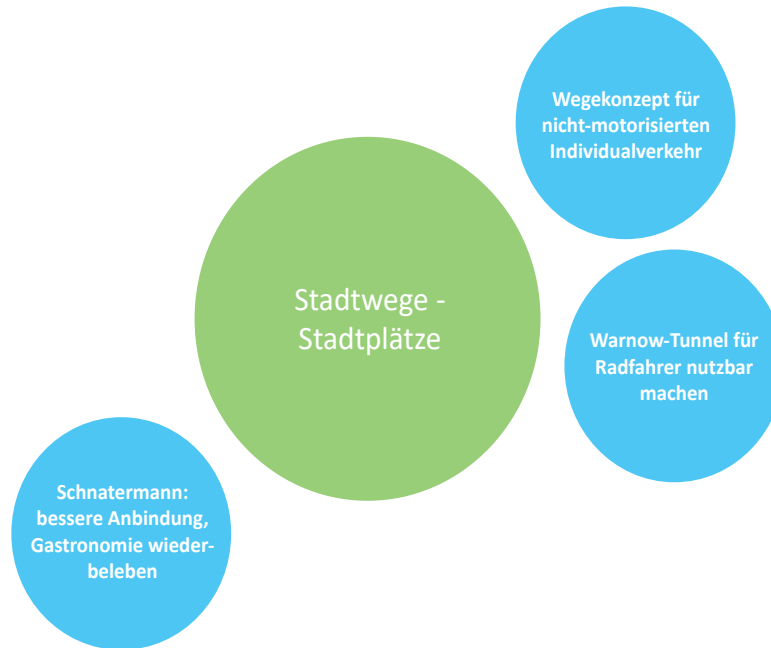 Wegekonzept für
nicht-motorisierten
Individualverkehr
Stadtwege -
Stadtplätze
Warnow-Tunnel für
Radfahrer nutzbar
machen
Schnatermann:
bessere Anbindung,
Gastronomie wieder-
beleben